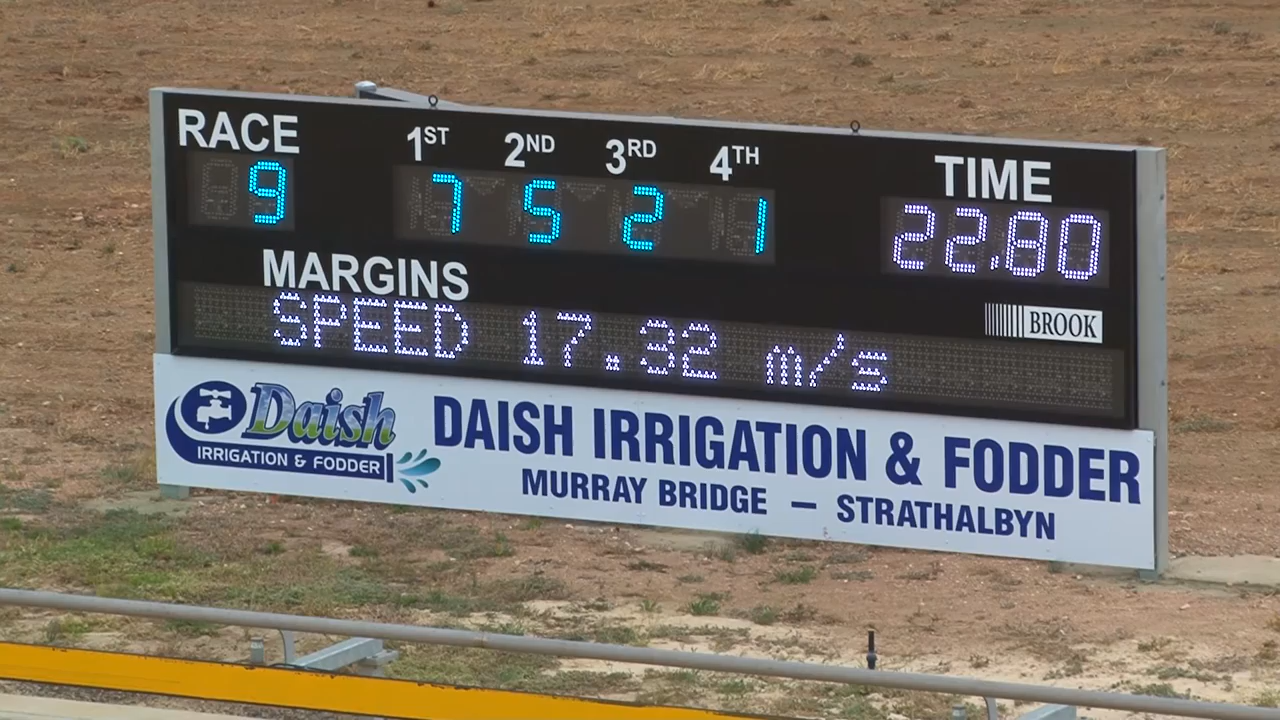 RACE 1ST 2ND 3RD 4TH TIME
9 7 5 2 1 22.80
MARGINS
SPEED 17.32 m/s
BROOK
Daish
IRRIGATION & FODDER
DAISH IRRIGATION & FODDER
MURRAY BRIDGE – STRATHALBYN